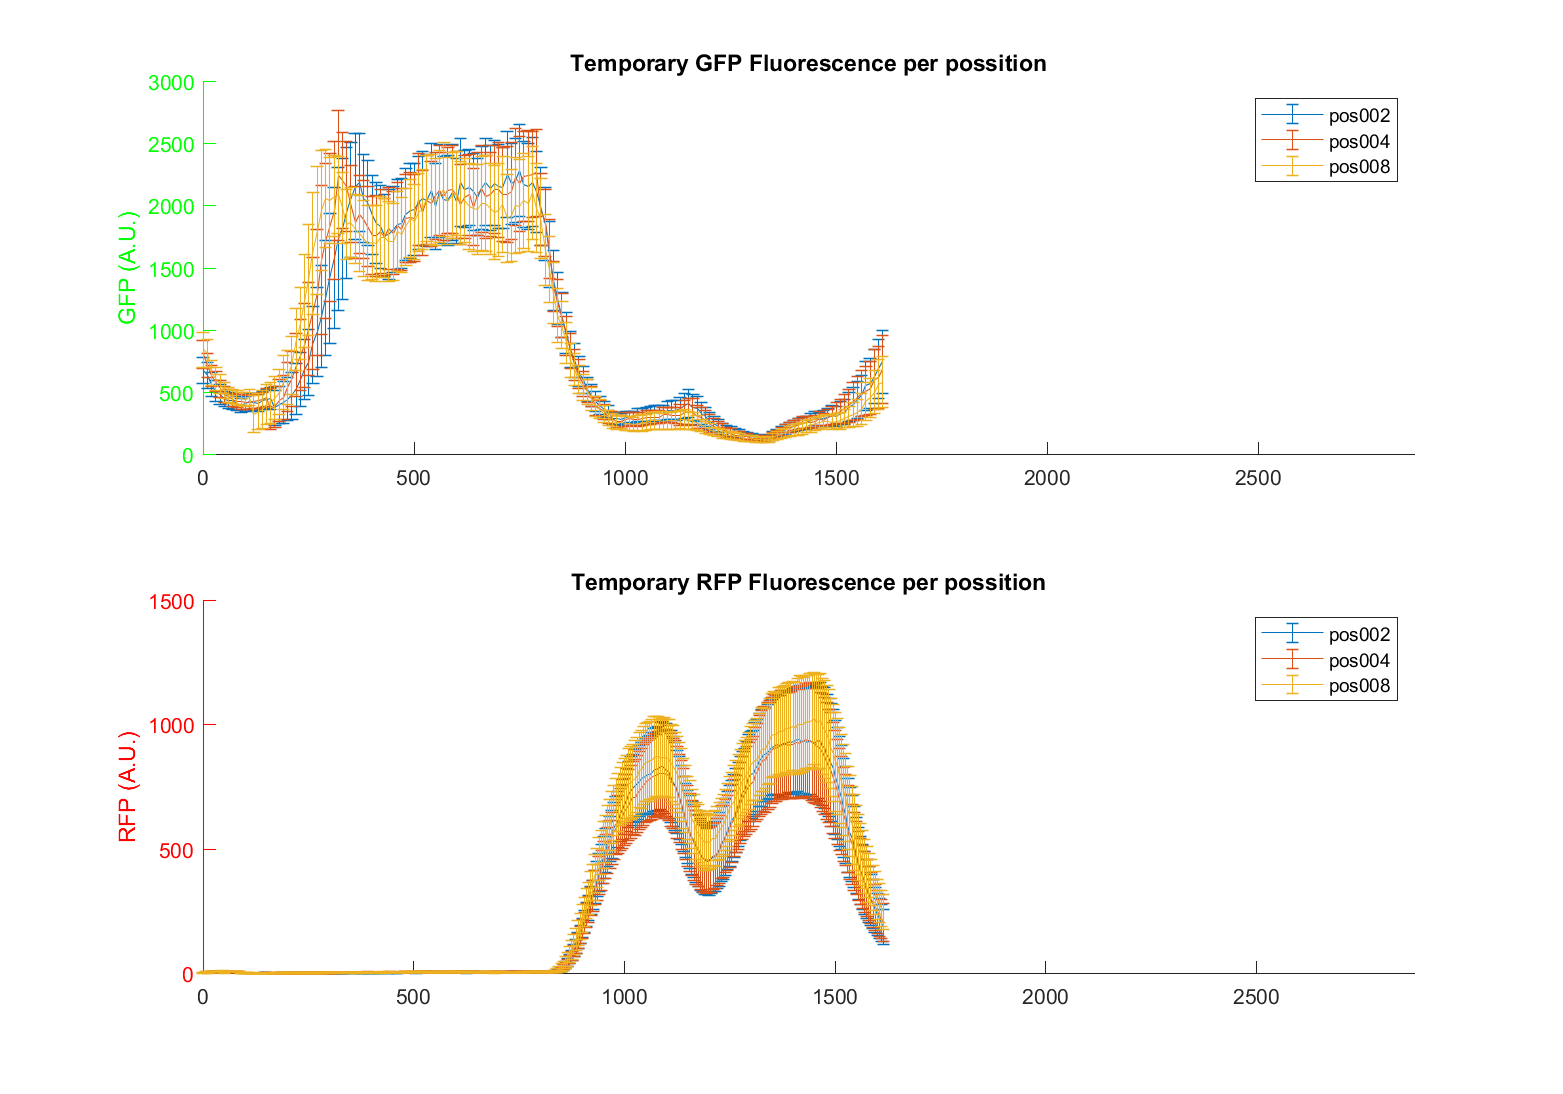 Temporary GFP Fluorescence per possition
GFP (A.U.)
3000
2500
2000
1500
1000
500
0
0 500 1000 1500 2000 2500
pos002
pos004
pos008
Temporary RFP Fluorescence per possition
RFP (A.U.)
1500
1000
500
0
0 500 1000 1500 2000 2500
pos002
pos004
pos008